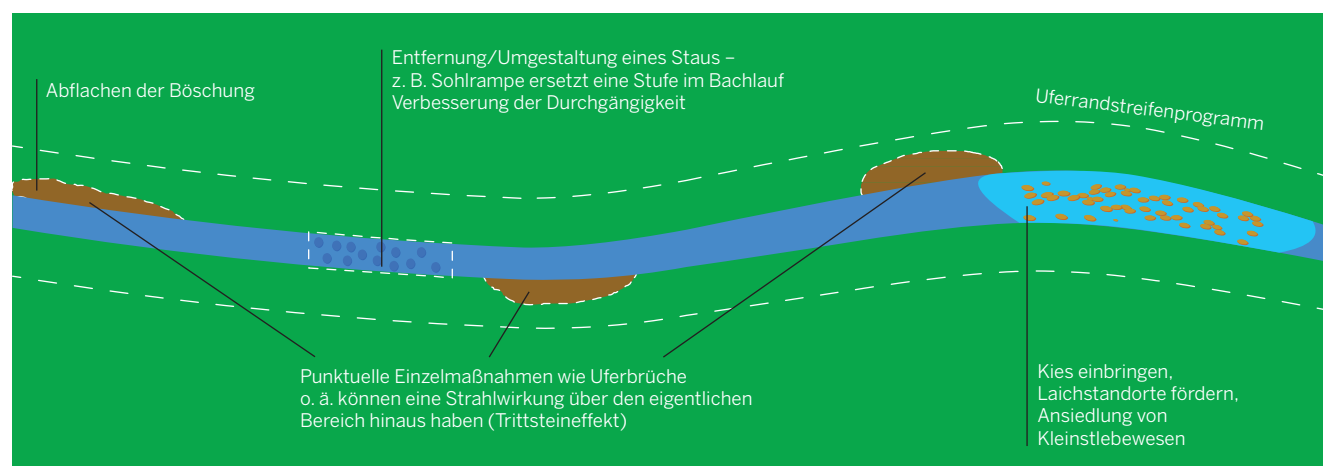 Abflachen der Böschung
Entfernung/Umgestaltung eines Staus –
z. B. Sohlrampe ersetzt eine Stufe im Bachlauf
Verbesserung der Durchgängigkeit
Uferrandstreifenprogramm
Punktuelle Einzelmaßnahmen wie Uferbrüche
o. ä. können eine Strahlwirkung über den eigentlichen
Bereich hinaus haben (Trittsteineffekt)
Kies einbringen,
Laichstandorte fördern,
Ansiedlung von
Kleinstlebewesen